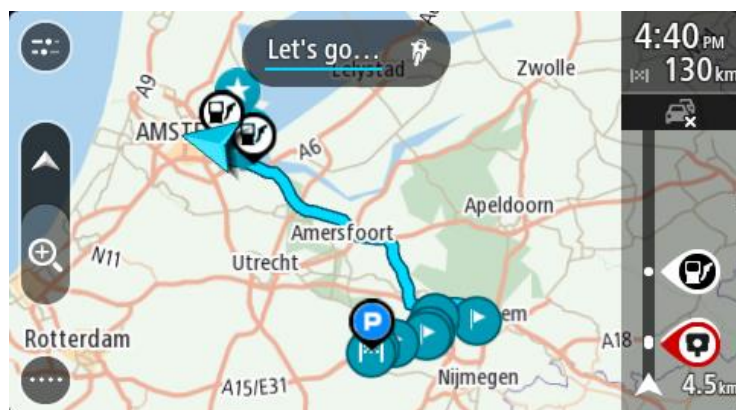 Let's go...
4:40 PM
130 km
Lelystad
Zwolle
A9
A6
Apeldoorn
Amersfoort
N11
Utrecht
P
em
Rotterdam
A18
A15/E31
Nijmegen
4.5 km